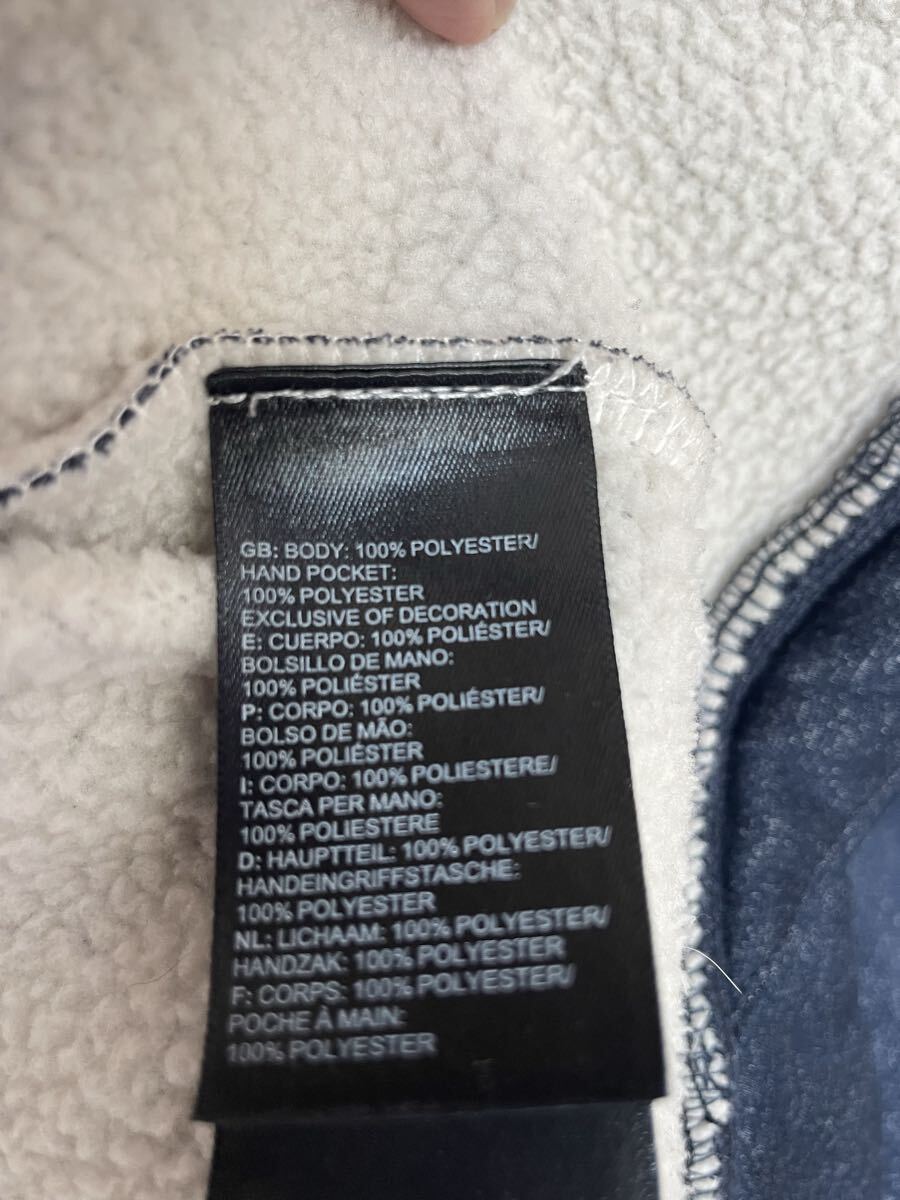 GB: BODY: 100% POLYESTER/
HAND POCKET:
100% POLYESTER
EXCLUSIVE OF DECORATION
E: CUERPO: 100% POLIÉSTER/
BOLSILLO DE MANO:
100% POLIÉSTER
P: CORPO: 100% POLIÉSTER/
BOLSO DE MÃO:
100% POLIÉSTER
I: CORPO: 100% POLIESTERE/
TASCA PER MANO:
100% POLIESTERE
D: HAUPTTEIL: 100% POLYESTER/
HANDEINGRIFFSTASCHE:
100% POLYESTER
NL: LICHAAM: 100% POLYESTER/
HANDZAK: 100% POLYESTER
F: CORPS: 100% POLYESTER/
POCHE À MAIN:
100% POLYESTER